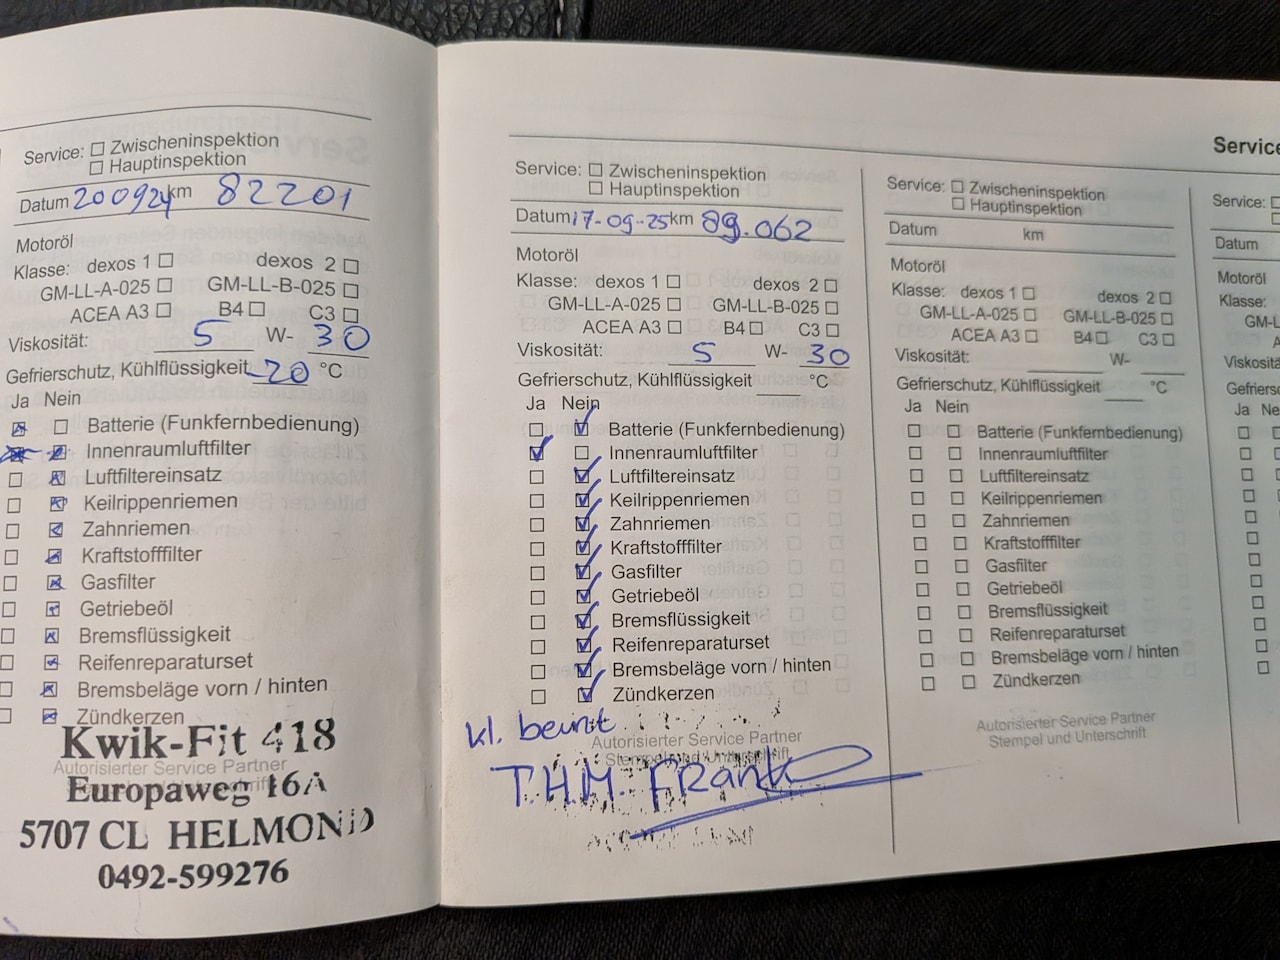 Service: ☐ Zwischeninspektion
☐ Hauptinspektion
Datum 200924 km 82201
Motoröl
Klasse: dexos 1 ☐ dexos 2 ☐
GM-LL-A-025 ☐ GM-LL-B-025 ☐
ACEA A3 ☐ B4 ☐ C3 ☐
Viskosität: 5 W- 30
Gefrierschutz, Kühlflüssigkeit -20 °C
Ja Nein
Batterie (Funkfernbedienung)
Innenraumluftfilter
Luftfiltereinsatz
Keilrippenriemen
Zahnriemen
Kraftstofffilter
Gasfilter
Getriebeöl
Bremsflüssigkeit
Reifenreparaturset
Bremsbeläge vorn / hinten
Zündkerzen
Kwik-Fit 418
Autorisierter Service Partner
Europaweg 16A
5707 CL HELMOND
0492-599276
Service: ☐ Zwischeninspektion
☐ Hauptinspektion
Datum 17-09-25 km 89.062
Motoröl
Klasse: dexos 1 ☐ dexos 2 ☐
GM-LL-A-025 ☐ GM-LL-B-025 ☐
ACEA A3 ☐ B4 ☐ C3 ☐
Viskosität: 5 W- 30
Gefrierschutz, Kühlflüssigkeit °C
Ja Nein
Batterie (Funkfernbedienung)
Innenraumluftfilter
Luftfiltereinsatz
Keilrippenriemen
Zahnriemen
Kraftstofffilter
Gasfilter
Getriebeöl
Bremsflüssigkeit
Reifenreparaturset
Bremsbeläge vorn / hinten
Zündkerzen
kl. beurt
Autorisierter Service Partner
Stempel und Unterschrift
T.H.M. Frank
Service: ☐ Zwischeninspektion
☐ Hauptinspektion
Datum km
Motoröl
Klasse: dexos 1 ☐ dexos 2 ☐
GM-LL-A-025 ☐ GM-LL-B-025 ☐
ACEA A3 ☐ B4 ☐ C3 ☐
Viskosität: W-
Gefrierschutz, Kühlflüssigkeit °C
Ja Nein
Batterie (Funkfernbedienung)
Innenraumluftfilter
Luftfiltereinsatz
Keilrippenriemen
Zahnriemen
Kraftstofffilter
Gasfilter
Getriebeöl
Bremsflüssigkeit
Reifenreparaturset
Bremsbeläge vorn / hinten
Zündkerzen
Autorisierter Service Partner
Stempel und Unterschrift
Service
Service:
Datum
Motoröl
Klasse:
Ja